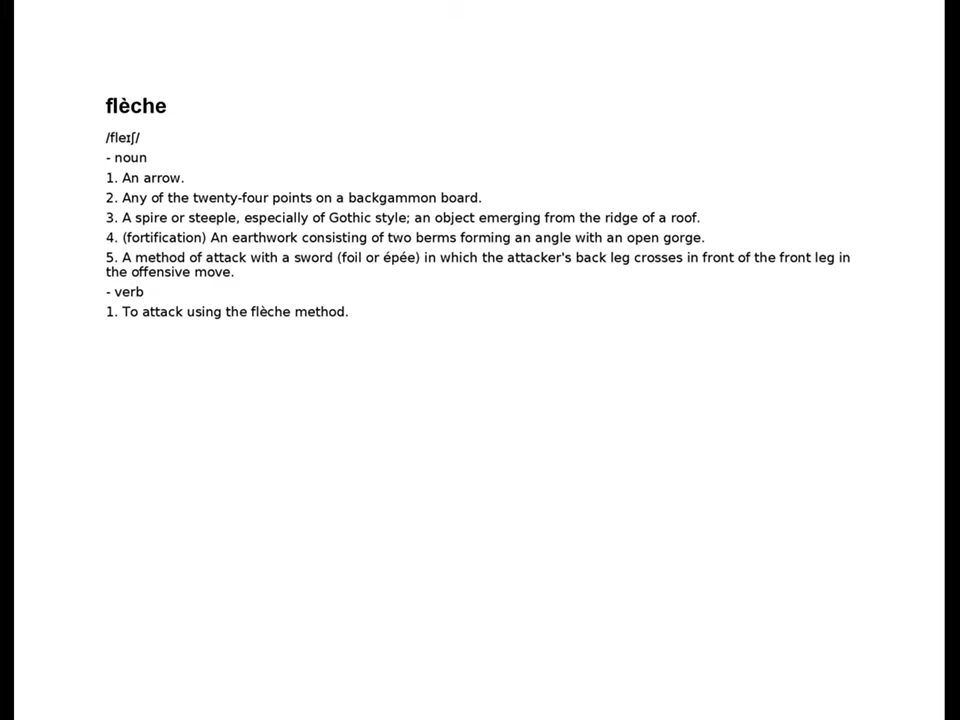 flèche
/fleɪʃ/
- noun
1. An arrow.
2. Any of the twenty-four points on a backgammon board.
3. A spire or steeple, especially of Gothic style; an object emerging from the ridge of a roof.
4. (fortification) An earthwork consisting of two berms forming an angle with an open gorge.
5. A method of attack with a sword (foil or épée) in which the attacker's back leg crosses in front of the front leg in
the offensive move.
- verb
1. To attack using the flèche method.